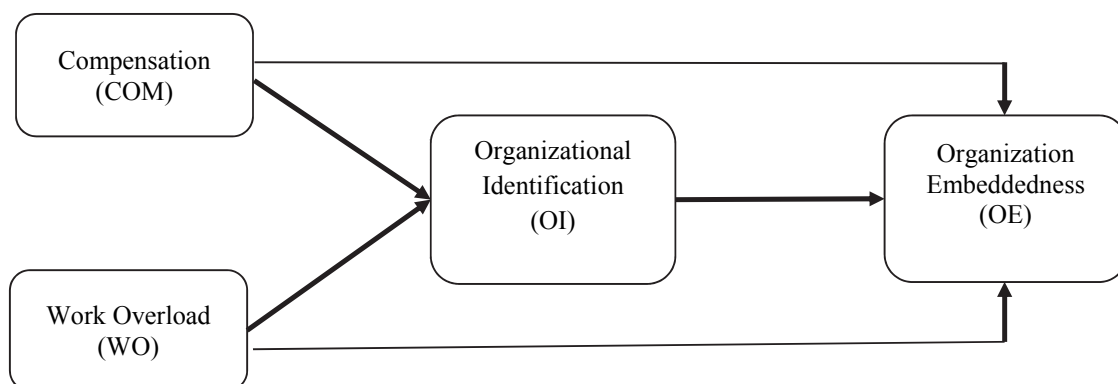 Compensation
(COM)
Organizational
Identification
(OI)
Organization
Embeddedness
(OE)
Work Overload
(WO)